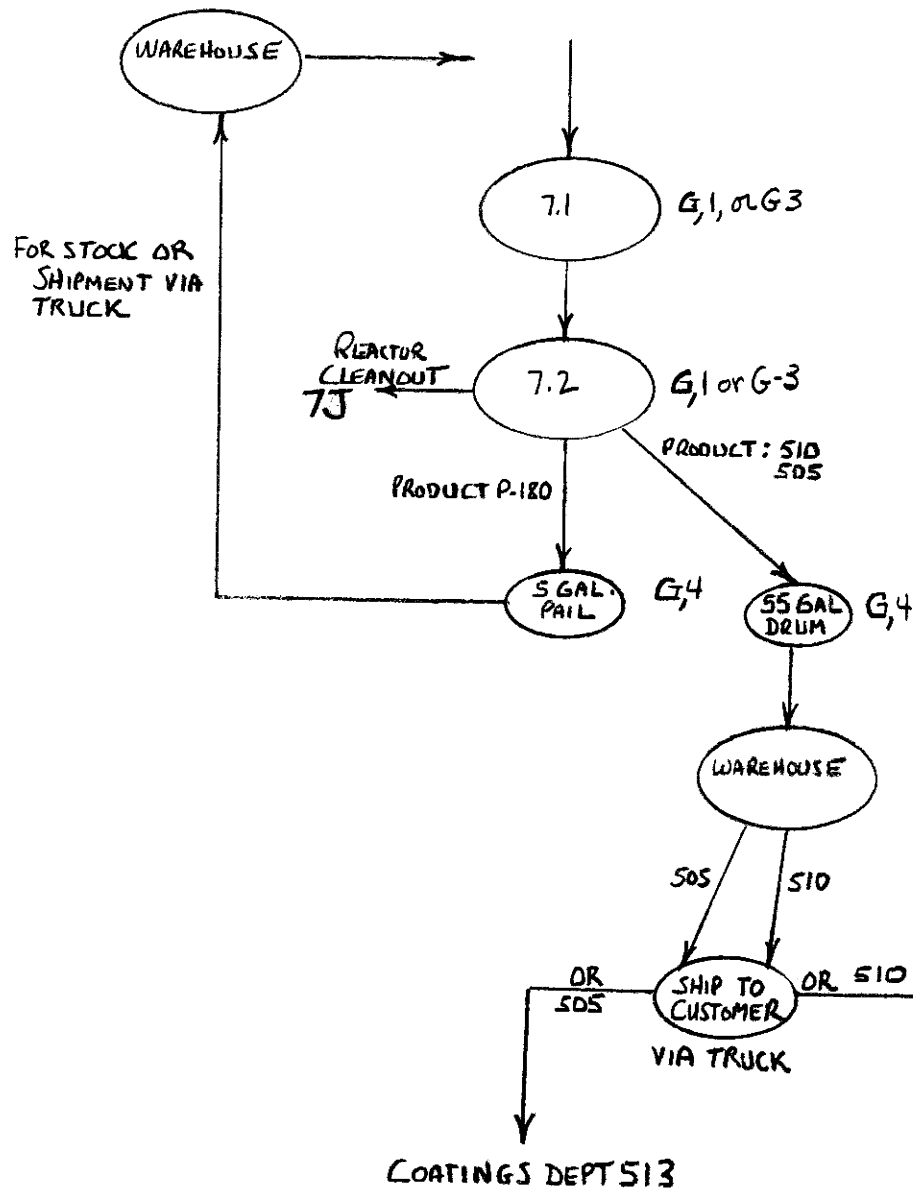 WAREHOUSE
7.1
G,1, or G3
FOR STOCK OR
SHIPMENT VIA
TRUCK
REACTOR
CLEANOUT
7J
7.2
G,1 or G-3
PRODUCT: 510
505
PRODUCT P-180
5 GAL.
PAIL
G,4
55 GAL
DRUM
G,4
WAREHOUSE
505
510
OR
505
SHIP TO
CUSTOMER
OR 510
VIA TRUCK
COATINGS DEPT 513